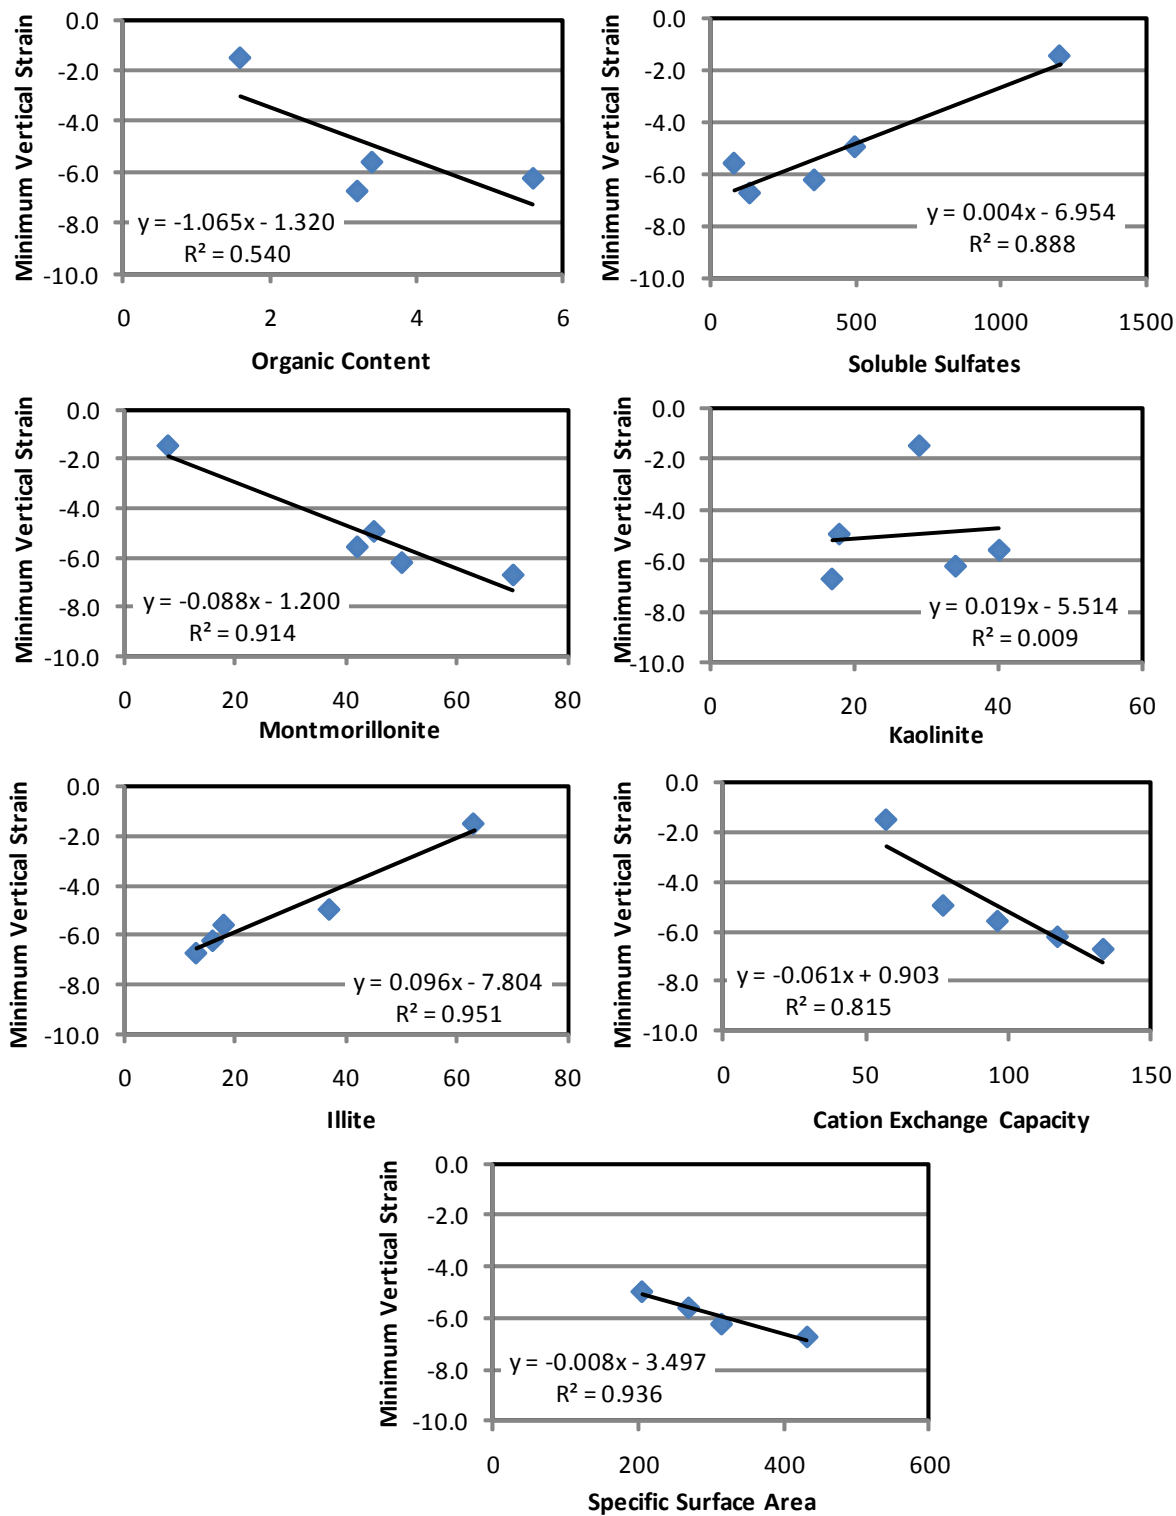 Minimum Vertical Strain
0.0
-2.0
-4.0
-6.0
-8.0
-10.0
y = -1.065x - 1.320
R² = 0.540
0 2 4 6
Organic Content
Minimum Vertical Strain
0.0
-2.0
-4.0
-6.0
-8.0
-10.0
y = 0.004x - 6.954
R² = 0.888
0 500 1000 1500
Soluble Sulfates
Minimum Vertical Strain
0.0
-2.0
-4.0
-6.0
-8.0
-10.0
y = -0.088x - 1.200
R² = 0.914
0 20 40 60 80
Montmorillonite
Minimum Vertical Strain
0.0
-2.0
-4.0
-6.0
-8.0
-10.0
y = 0.019x - 5.514
R² = 0.009
0 20 40 60
Kaolinite
Minimum Vertical Strain
0.0
-2.0
-4.0
-6.0
-8.0
-10.0
y = 0.096x - 7.804
R² = 0.951
0 20 40 60 80
Illite
Minimum Vertical Strain
0.0
-2.0
-4.0
-6.0
-8.0
-10.0
y = -0.061x + 0.903
R² = 0.815
0 50 100 150
Cation Exchange Capacity
Minimum Vertical Strain
0.0
-2.0
-4.0
-6.0
-8.0
-10.0
y = -0.008x - 3.497
R² = 0.936
0 200 400 600
Specific Surface Area